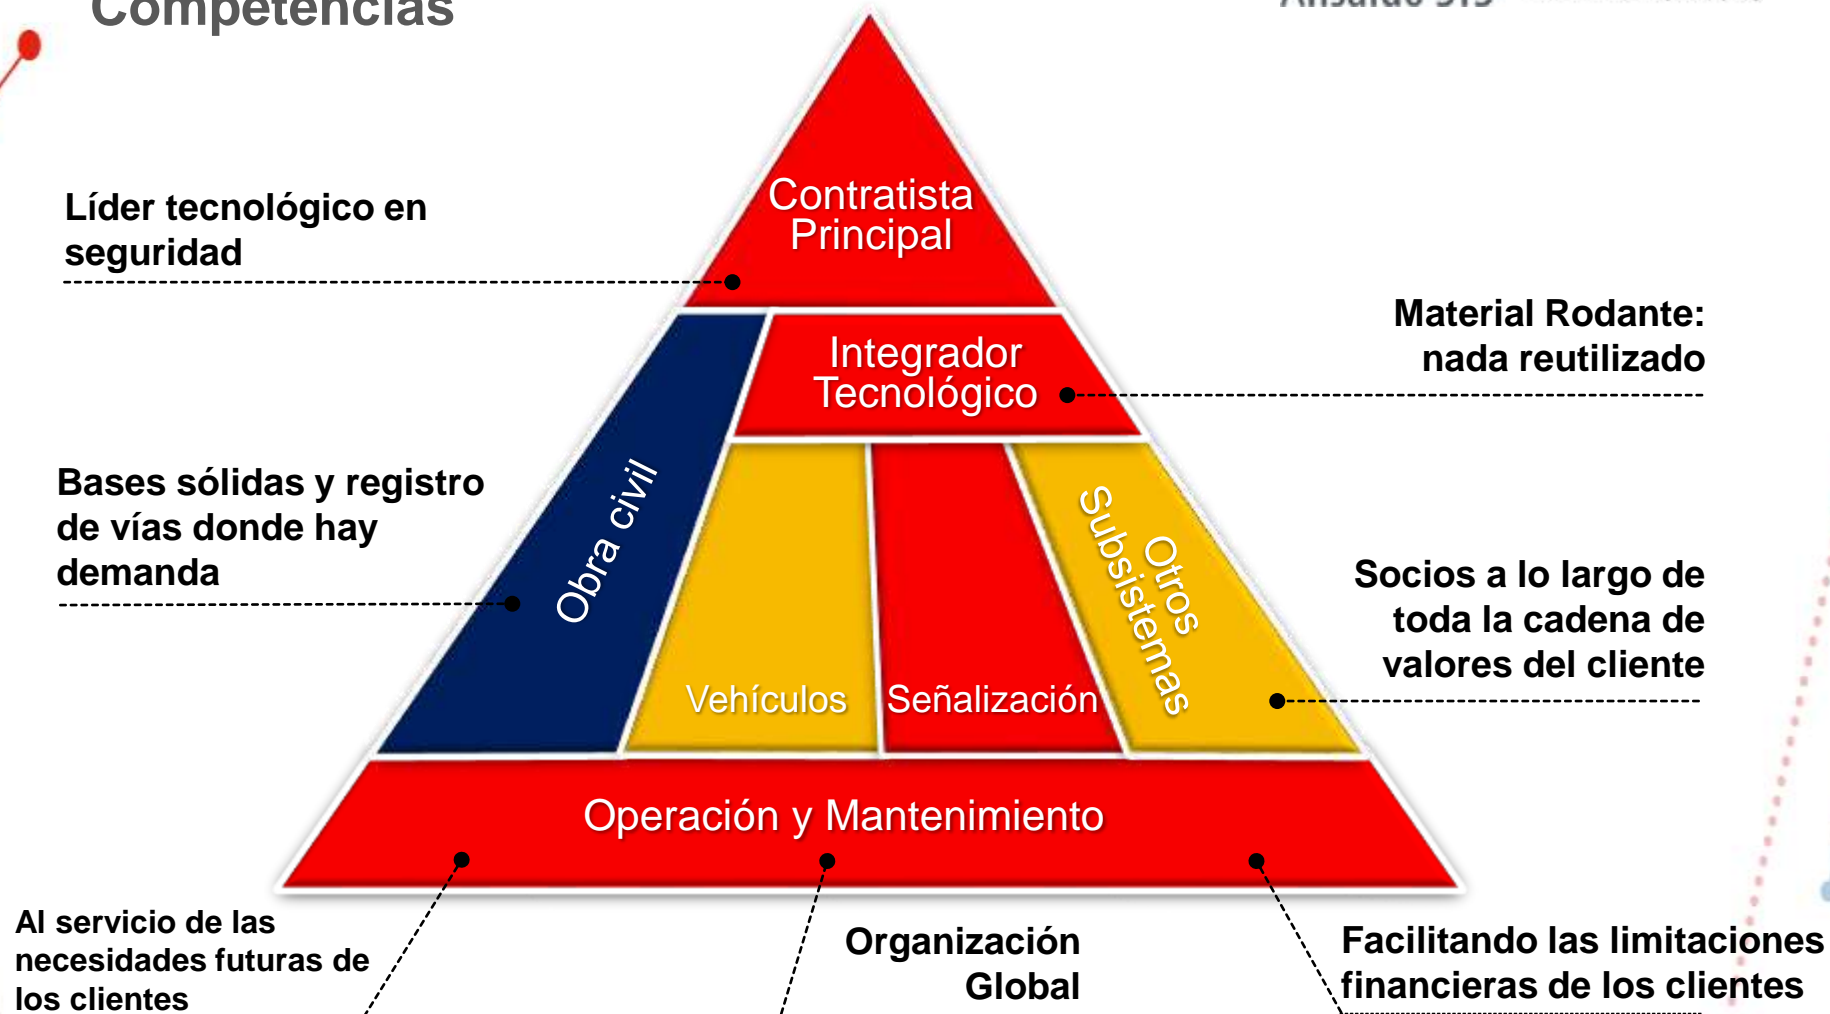 Competencias
Líder tecnológico en
seguridad
Contratista
Principal
Material Rodante:
nada reutilizado
Integrador
Tecnológico
Bases sólidas y registro
de vías donde hay
demanda
Obra civil
Vehículos
Señalización
Otros
Subsistemas
Socios a lo largo de
toda la cadena de
valores del cliente
Operación y Mantenimiento
Al servicio de las
necesidades futuras de
los clientes
Organización
Global
Facilitando las limitaciones
financieras de los clientes